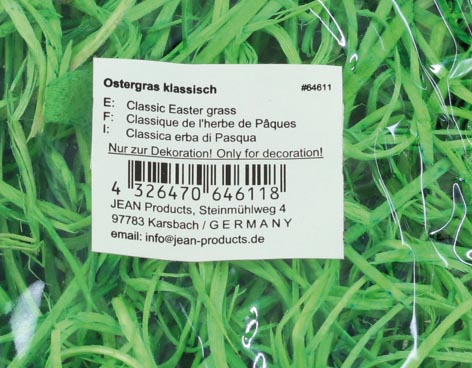 Ostergras klassisch #64611
E: Classic Easter grass
F: Classique de l'herbe de Pâques
I: Classica erba di Pasqua
Nur zur Dekoration! Only for decoration!
4 326470 646118
JEAN Products, Steinmühlweg 4
97783 Karsbach / GERMANY
email: info@jean-products.de